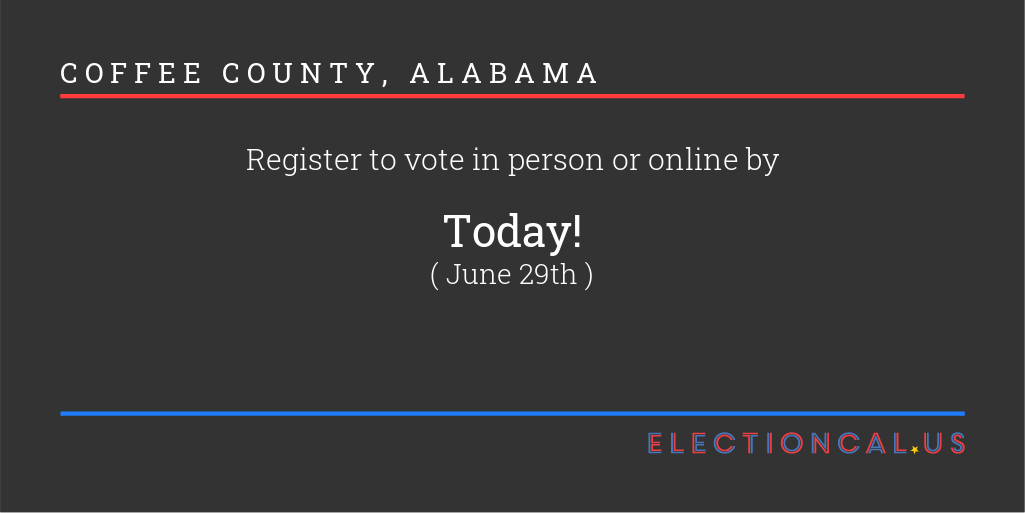 COFFEE COUNTY, ALABAMA
Register to vote in person or online by
Today!
( June 29th )
ELECTIONCAL.US